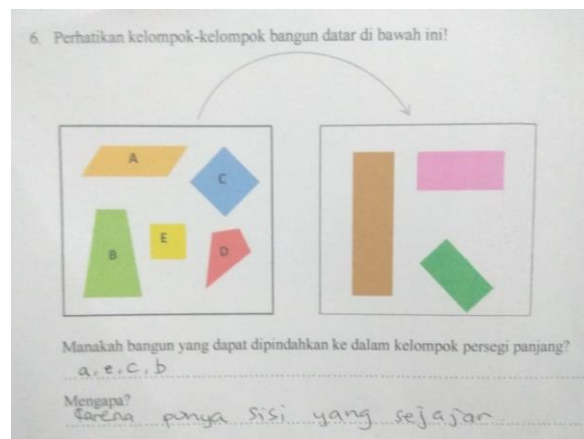 6. Perhatikan kelompok-kelompok bangun datar di bawah ini!
A
C
B
E
D
Manakah bangun yang dapat dipindahkan ke dalam kelompok persegi panjang?
a, e, c, b
Mengapa?
Karena punya sisi yang sejajar